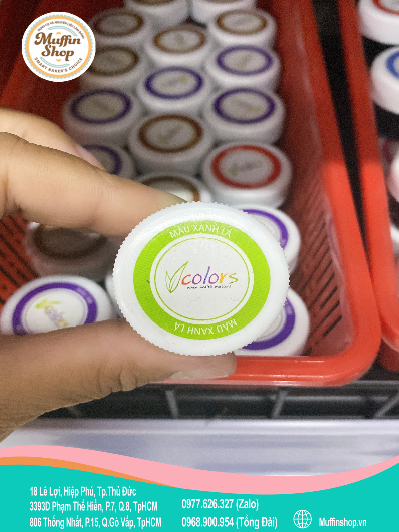 Muffin
Shop
SMART BAKER'S CHOICE
MÀU XANH LÁ
Vcolors
MÀU XANH LÁ
18 Lê Lợi, Hiệp Phú, Tp.Thủ Đức
3393D Phạm Thế Hiển, P.7, Q.8, TpHCM
806 Thống Nhất, P.15, Q.Gò Vấp, TpHCM
0977.626.327 (Zalo)
0968.900.954 (Tổng Đài)
Muffinshop.vn